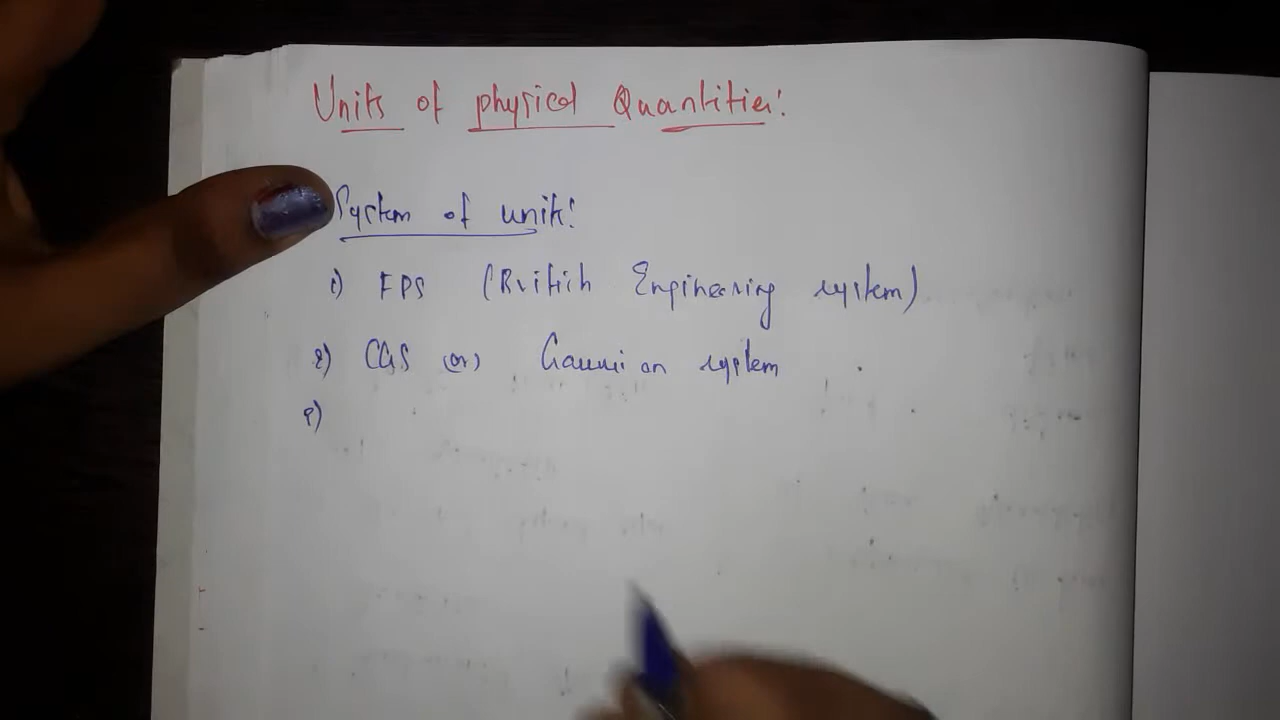 Units of physical Quantities:
System of units:
1) FPS (British Engineering system)
2) CGS (or) Gaussian system
3)